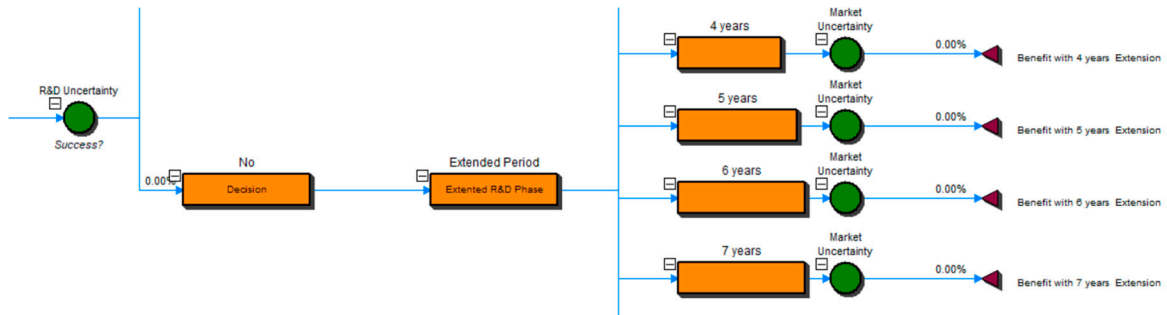 R&D Uncertainty
Success?
0.00%
No
Decision
Extended Period
Extented R&D Phase
4 years
Market
Uncertainty
0.00%
Benefit with 4 years Extension
5 years
Market
Uncertainty
0.00%
Benefit with 5 years Extension
6 years
Market
Uncertainty
0.00%
Benefit with 6 years Extension
7 years
Market
Uncertainty
0.00%
Benefit with 7 years Extension